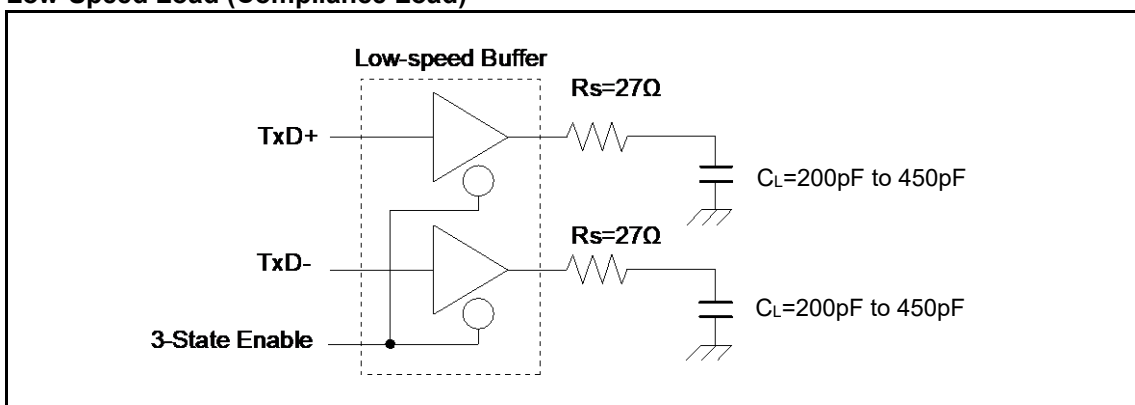 Low-Speed Load (Compliance Load)
Low-speed Buffer
Rs=27Ω
TxD+
CL=200pF to 450pF
Rs=27Ω
TxD-
CL=200pF to 450pF
3-State Enable